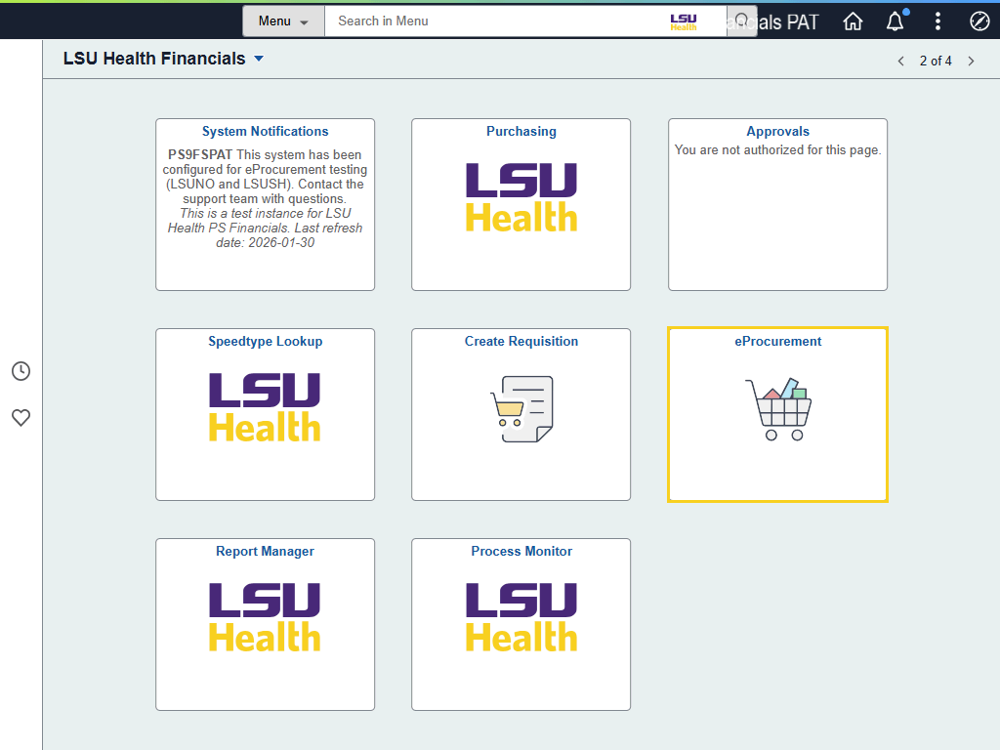 Menu
Search in Menu
LSU
Health
ancials PAT
LSU Health Financials
2 of 4
System Notifications
PS9FSPAT This system has been
configured for eProcurement testing
(LSUNO and LSUSH). Contact the
support team with questions.
This is a test instance for LSU
Health PS Financials. Last refresh
date: 2026-01-30
Purchasing
LSU
Health
Approvals
You are not authorized for this page.
Speedtype Lookup
LSU
Health
Create Requisition
eProcurement
Report Manager
LSU
Health
Process Monitor
LSU
Health